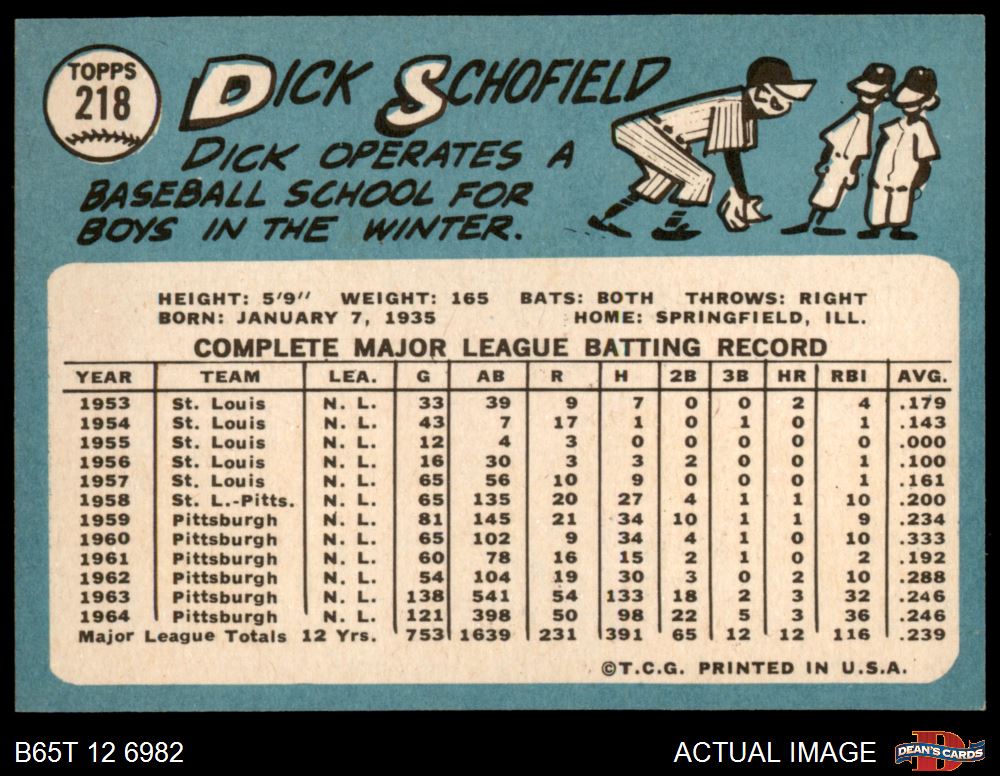 TOPPS
218
DICK SCHOFIELD
DICK OPERATES A
BASEBALL SCHOOL FOR
BOYS IN THE WINTER.
HEIGHT: 5'9" WEIGHT: 165 BATS: BOTH THROWS: RIGHT
BORN: JANUARY 7, 1935 HOME: SPRINGFIELD, ILL.
COMPLETE MAJOR LEAGUE BATTING RECORD
YEAR TEAM LEA. G AB R H 2B 3B HR RBI AVG.
1953 St. Louis N. L. 33 39 9 7 0 0 2 4 .179
1954 St. Louis N. L. 43 7 17 1 0 1 0 1 .143
1955 St. Louis N. L. 12 4 3 0 0 0 0 0 .000
1956 St. Louis N. L. 16 30 3 3 2 0 0 1 .100
1957 St. Louis N. L. 65 56 10 9 0 0 0 1 .161
1958 St. L.-Pitts. N. L. 65 135 20 27 4 1 1 10 .200
1959 Pittsburgh N. L. 81 145 21 34 10 1 1 9 .234
1960 Pittsburgh N. L. 65 102 9 34 4 1 0 10 .333
1961 Pittsburgh N. L. 60 78 16 15 2 1 0 2 .192
1962 Pittsburgh N. L. 54 104 19 30 3 0 2 10 .288
1963 Pittsburgh N. L. 138 541 54 133 18 2 3 32 .246
1964 Pittsburgh N. L. 121 398 50 98 22 5 3 36 .246
Major League Totals 12 Yrs. 753 1639 231 391 65 12 12 116 .239
©T.C.G. PRINTED IN U.S.A.
B65T 12 6982 ACTUAL IMAGE DEAN'S CARDS